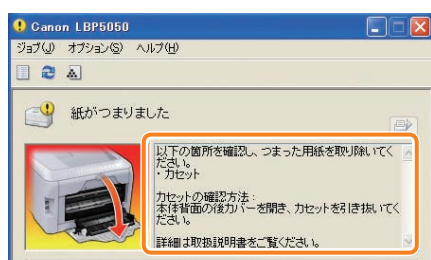 Canon LBP5050
ジョブ(J) オプション(S) ヘルプ(H)
紙がつまりました
以下の箇所を確認し、つまった用紙を取り除いてく
ださい。
・カセット
カセットの確認方法：
本体背面の後カバーを開き、カセットを引き抜いてく
ださい。
詳細は取扱説明書をご覧ください。